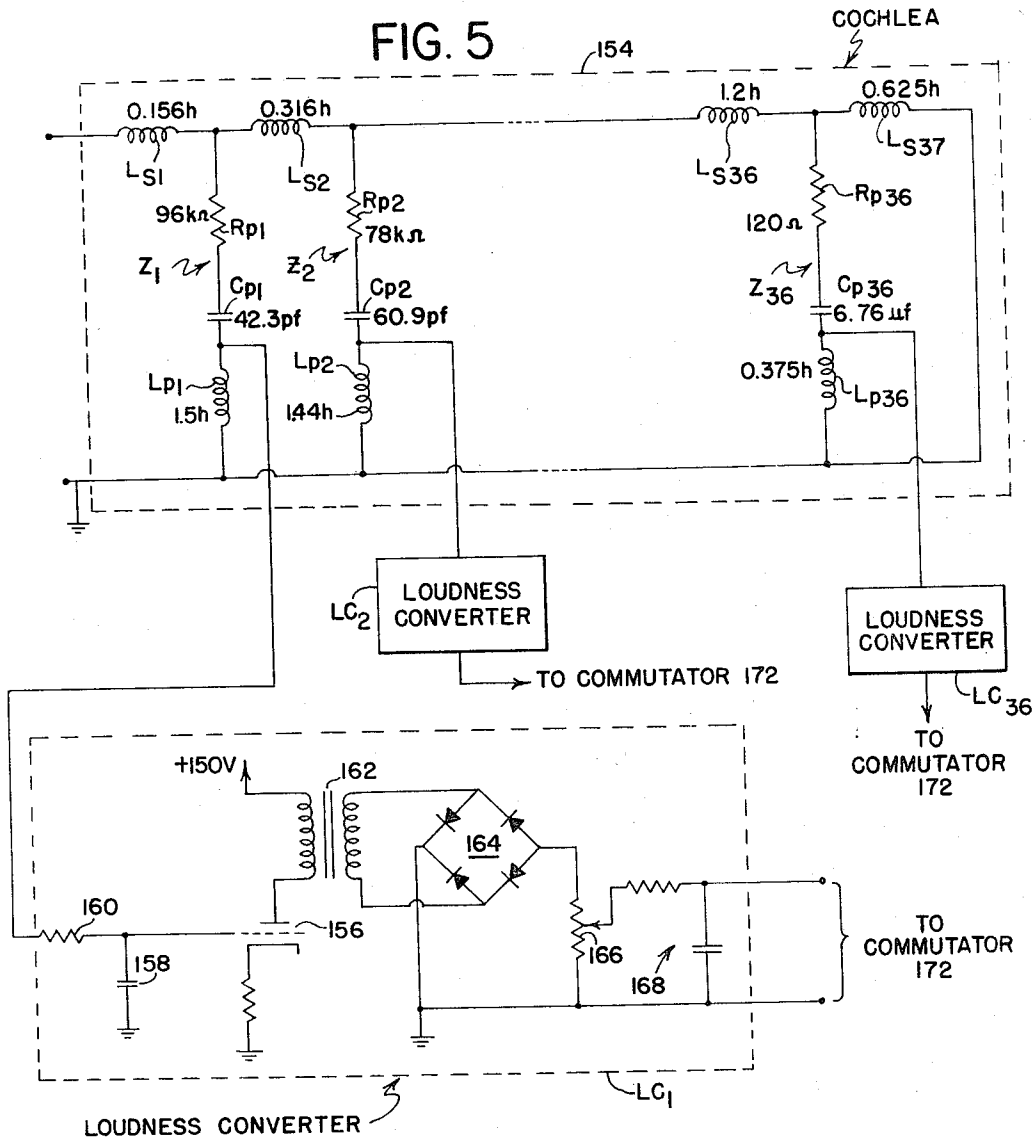 FIG. 5
COCHLEA
154
0.156h
0.316h
1.2h
0.625h
LS1
LS2
LS36
LS37
96kΩ
Rp1
Rp2
78kΩ
Rp36
120Ω
Z1
Z2
Z36
Cp1
42.3pf
Cp2
60.9pf
Cp36
6.76µf
Lp1
1.5h
Lp2
1.44h
0.375h
Lp36
LC2
LOUDNESS
CONVERTER
TO COMMUTATOR 172
LOUDNESS
CONVERTER
LC36
TO
COMMUTATOR
172
+150V
162
164
160
156
158
166
168
TO
COMMUTATOR
172
LC1
LOUDNESS CONVERTER